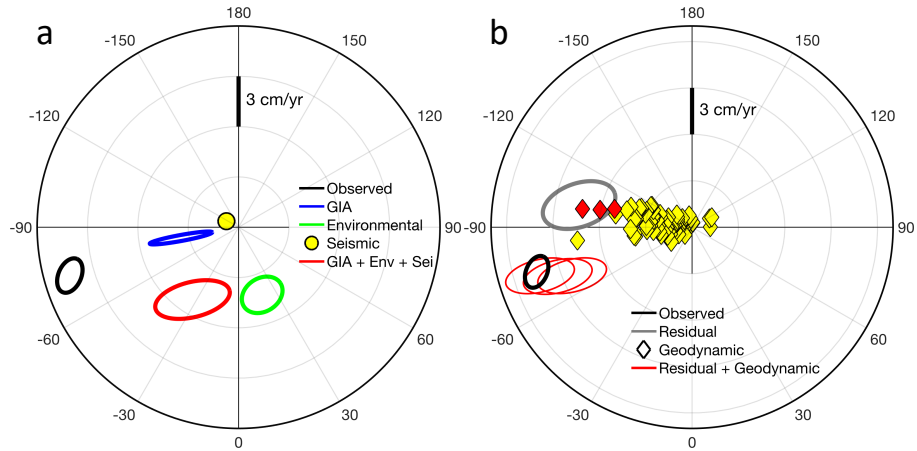 a
180
-150
150
-120
120
3 cm/yr
-90
90
Observed
GIA
Environmental
Seismic
GIA + Env + Sei
-60
60
-30
30
0
b
180
-150
150
-120
120
3 cm/yr
-90
90
Observed
Residual
Geodynamic
Residual + Geodynamic
-60
60
-30
30
0